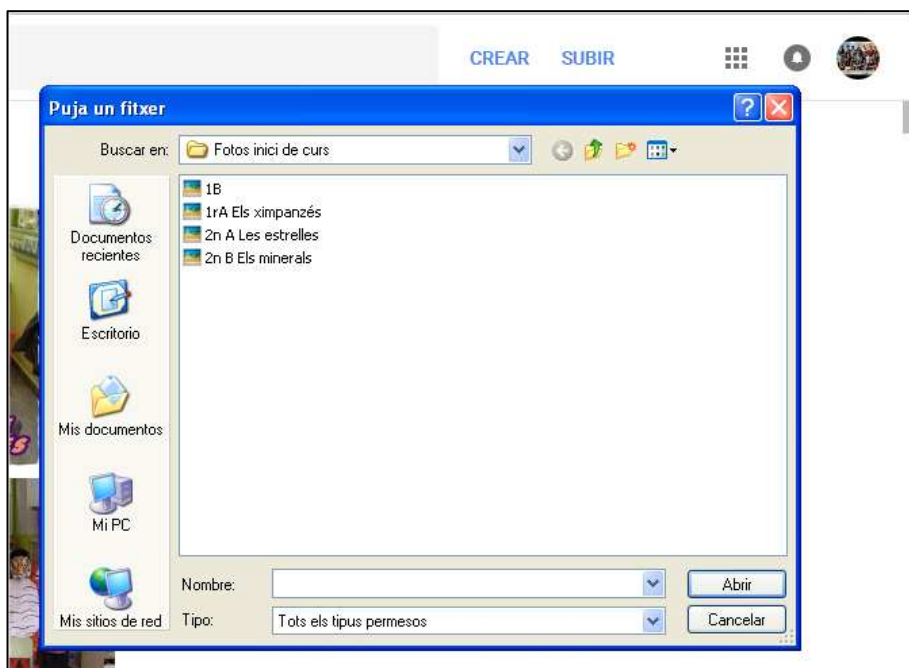 CREAR SUBIR
Puja un fitxer
Buscar en: Fotos inici de curs
1B
1rA Els ximpanzés
2n A Les estrelles
2n B Els minerals
Documentos
recientes
Escritorio
Mis documentos
Mi PC
Mis sitios de red
Nombre:
Abrir
Tipo: Tots els tipus permesos
Cancelar